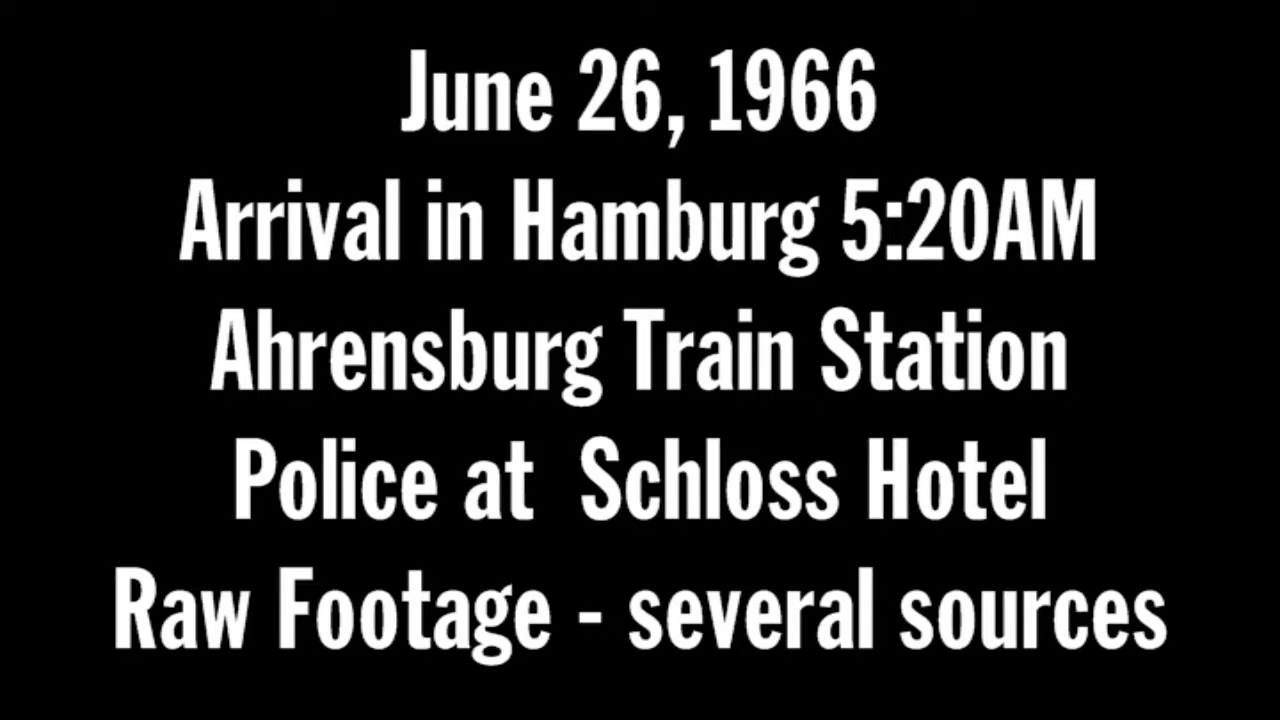 June 26, 1966
Arrival in Hamburg 5:20AM
Ahrensburg Train Station
Police at  Schloss Hotel
Raw Footage - several sources